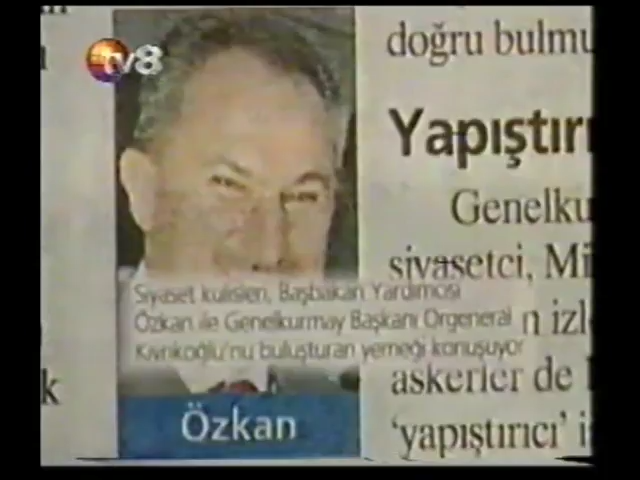 tv8
doğru bulmu
Yapıştırı
Genelku
siyasetçi, Mi
n izl
askerler de
'yapıştırıcı' i
k
Siyaset kulisleri, Başbakan Yardımcısı
Özkan ile Genelkurmay Başkanı Orgeneral
Kıvrıkoğlu'nu buluşturan yemeği konuşuyor
Özkan